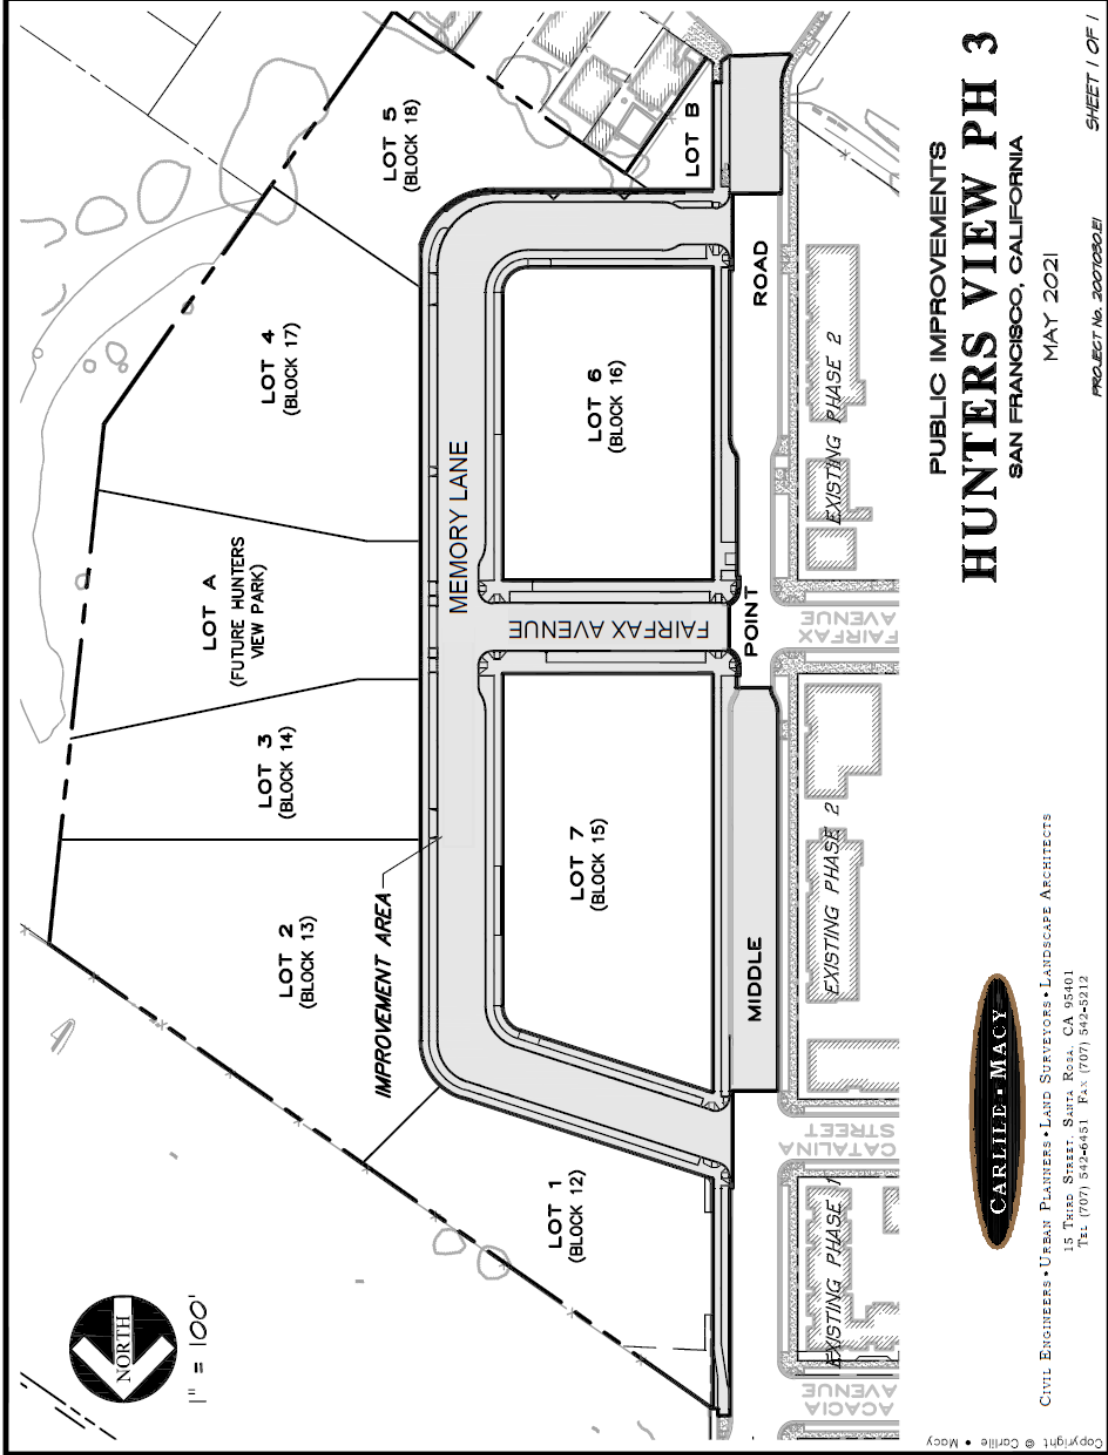 LOT 5
(BLOCK 18)
LOT B
LOT 4
(BLOCK 17)
LOT 6
(BLOCK 16)
ROAD
EXISTING PHASE 2
MEMORY LANE
LOT A
(FUTURE HUNTERS
VIEW PARK)
FAIRFAX AVENUE
POINT
FAIRFAX
AVENUE
LOT 3
(BLOCK 14)
LOT 7
(BLOCK 15)
EXISTING PHASE 2
LOT 2
(BLOCK 13)
IMPROVEMENT AREA
MIDDLE
CATALINA
STREET
LOT 1
(BLOCK 12)
EXISTING PHASE 1
ACACIA
AVENUE
NORTH
1" = 100'
PUBLIC IMPROVEMENTS
HUNTERS VIEW PH 3
SAN FRANCISCO, CALIFORNIA
MAY 2021
PROJECT No. 2007080.E1
SHEET 1 OF 1
CARLILE • MACY
CIVIL ENGINEERS • URBAN PLANNERS • LAND SURVEYORS • LANDSCAPE ARCHITECTS
15 THIRD STREET, SANTA ROSA, CA 95401
TEL (707) 542-6451 FAX (707) 542-5212
Copyright © Carlile • Macy